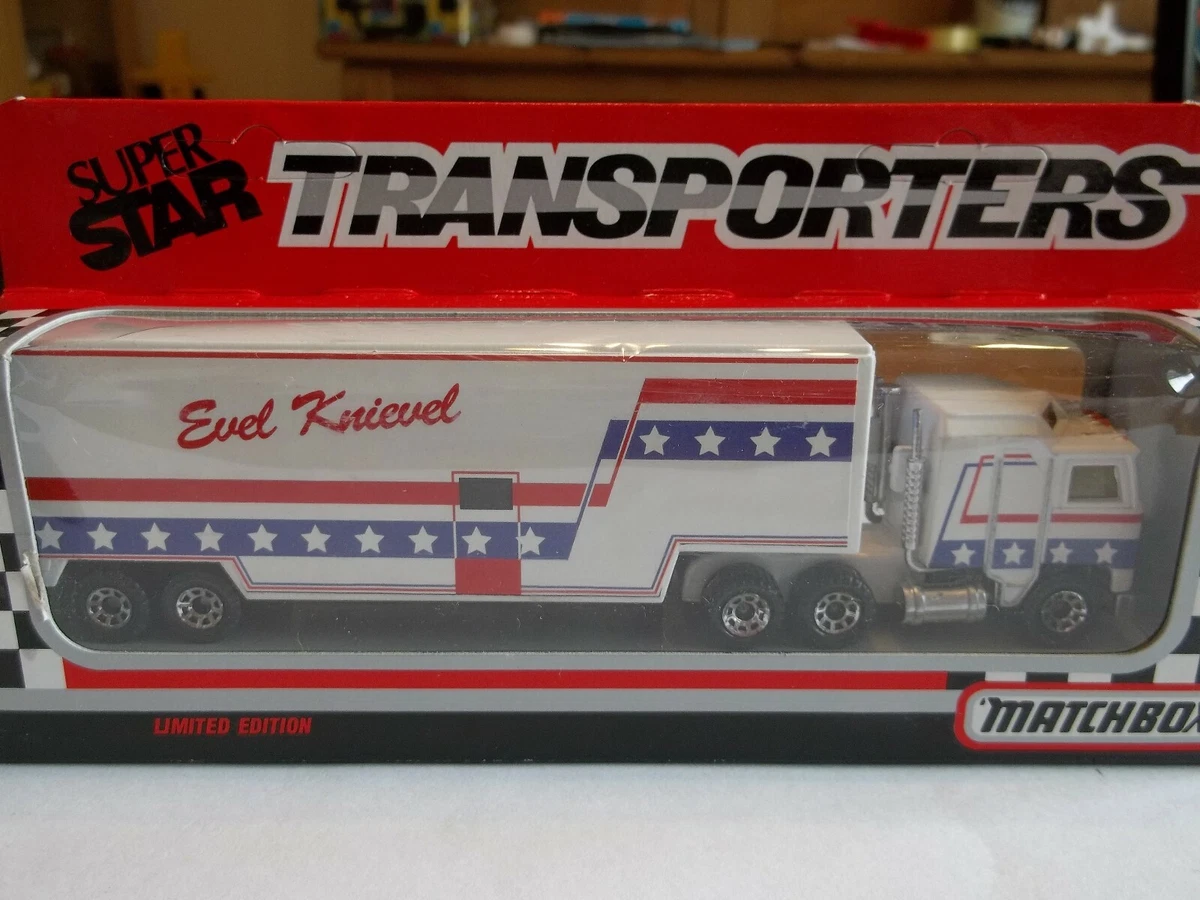 SUPER
STAR
TRANSPORTERS
Evel Knievel
LIMITED EDITION
MATCHBOX